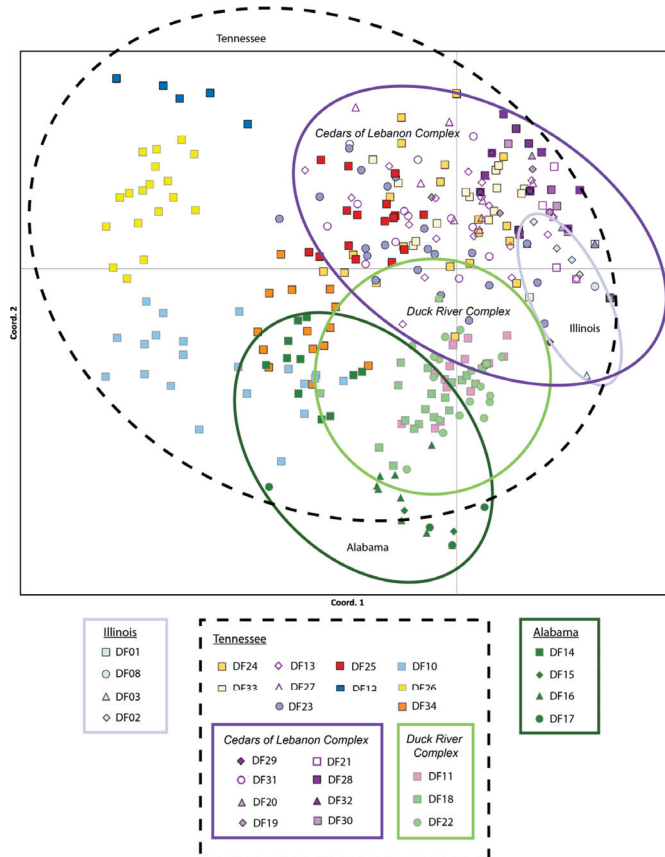 Tennessee
Cedars of Lebanon Complex
Duck River Complex
Illinois
Alabama
Coord. 2
Coord. 1
Illinois
DF01
DF08
DF03
DF02
Tennessee
DF24 DF13 DF25 DF10
DF33 DF27 DF12 DF26
DF23 DF34
Cedars of Lebanon Complex
DF29 DF21
DF31 DF28
DF20 DF32
DF19 DF30
Duck River
Complex
DF11
DF18
DF22
Alabama
DF14
DF15
DF16
DF17